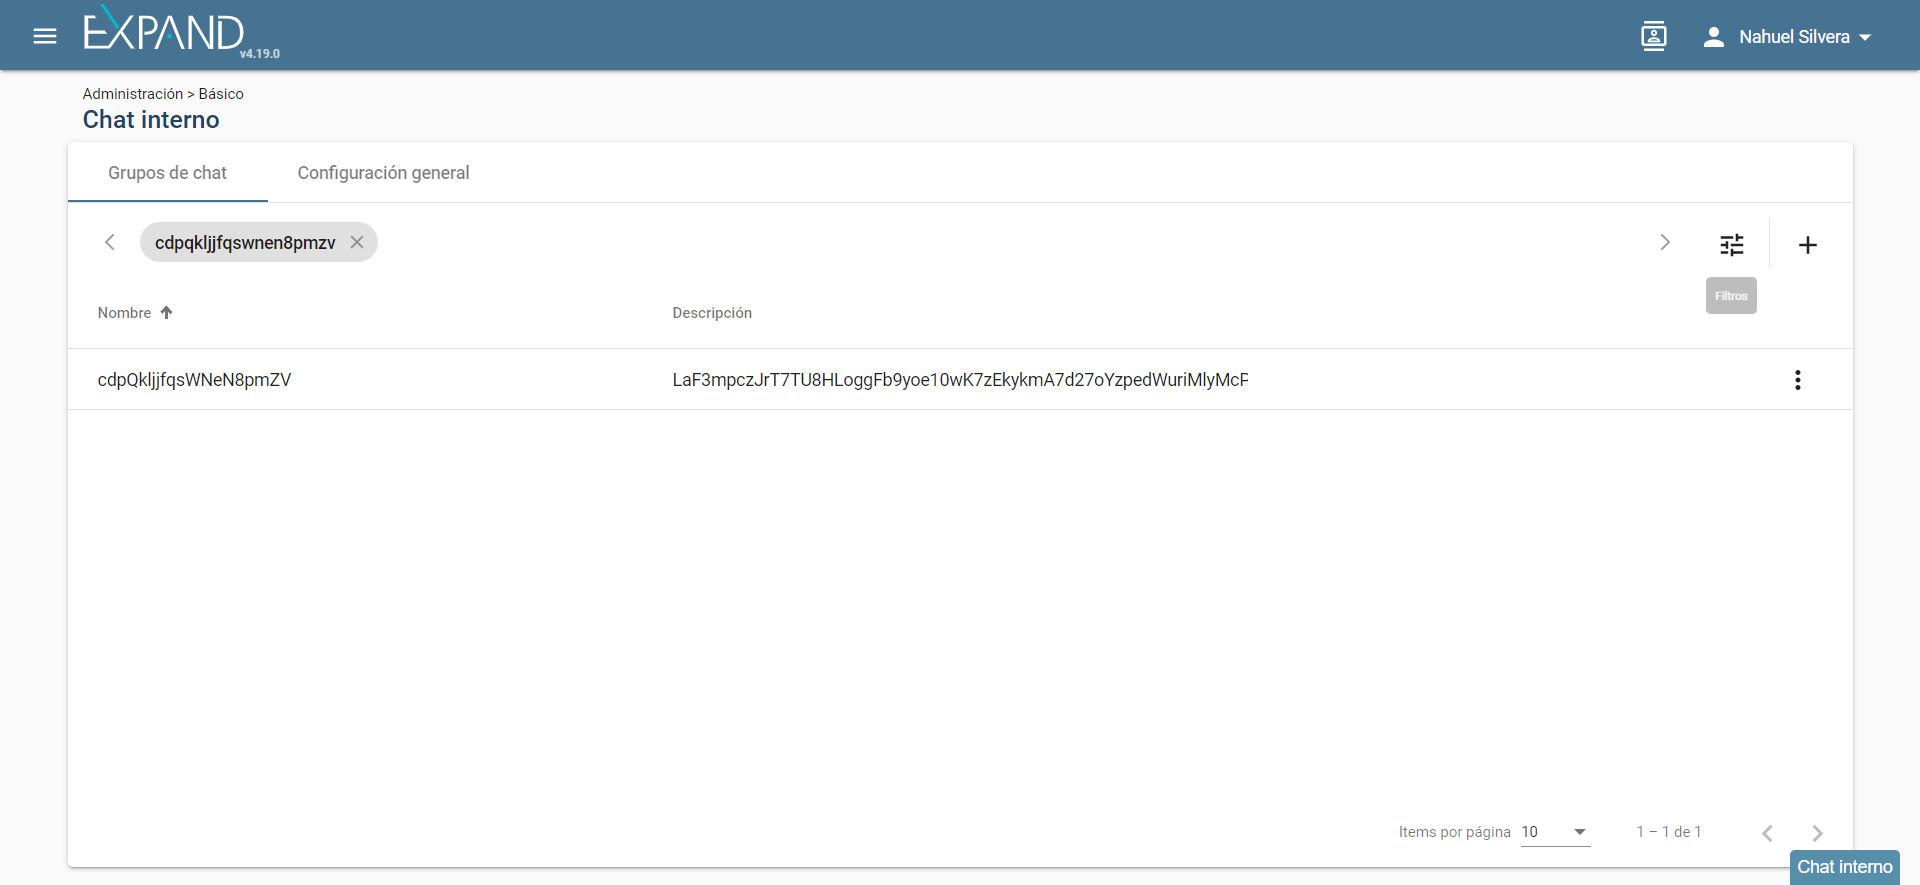 EXPAND
v4.19.0
Nahuel Silvera
Administración > Básico
Chat interno
Grupos de chat
Configuración general
cdpqkljjfqswnen8pmzv
Filtros
Nombre
Descripción
cdpQkljjfqsWNeN8pmZV
LaF3mpczJrT7TU8HLoggFb9yoe10wK7zEkykmA7d27oYzpedWuriMlyMcP
Items por página
10
1 – 1 de 1
Chat interno